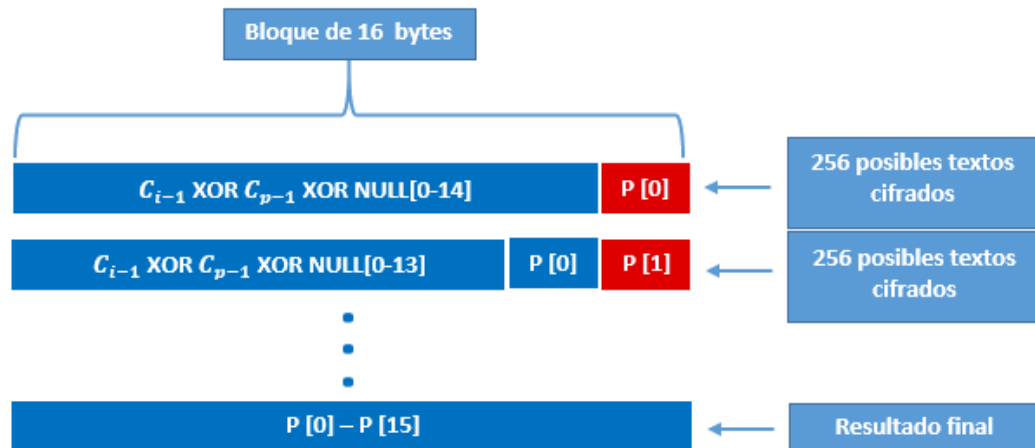 Bloque de 16 bytes
C_{i-1} XOR C_{p-1} XOR NULL[0-14]
P [0]
256 posibles textos
cifrados
C_{i-1} XOR C_{p-1} XOR NULL[0-13]
P [0]
P [1]
256 posibles textos
cifrados
P [0] – P [15]
Resultado final